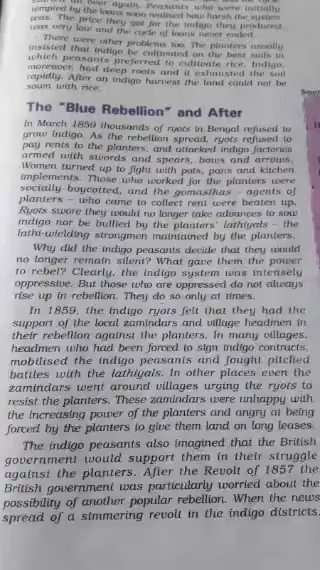 all over again. Peasants who were initially
tempted by the loans soon realised how harsh the system
was. The price they got for the indigo they produced
was very low and the cycle of loans never ended.
There were other problems too. The planters usually
insisted that indigo be cultivated on the best soils in
which peasants preferred to cultivate rice. Indigo,
moreover, had deep roots and it exhausted the soil
rapidly. After an indigo harvest the land could not be
sown with rice.
The "Blue Rebellion" and After
In March 1859 thousands of ryots in Bengal refused to
grow indigo. As the rebellion spread, ryots refused to
pay rents to the planters, and attacked indigo factories
armed with swords and spears, bows and arrows.
Women turned up to fight with pots, pans and kitchen
implements. Those who worked for the planters were
socially boycotted, and the gomasthas – agents of
planters – who came to collect rent were beaten up.
Ryots swore they would no longer take advances to sow
indigo nor be bullied by the planters' lathiyals – the
lathi-wielding strongmen maintained by the planters.
Why did the indigo peasants decide that they would
no longer remain silent? What gave them the power
to rebel? Clearly, the indigo system was intensely
oppressive. But those who are oppressed do not always
rise up in rebellion. They do so only at times.
In 1859, the indigo ryots felt that they had the
support of the local zamindars and village headmen in
their rebellion against the planters. In many villages,
headmen who had been forced to sign indigo contracts,
mobilised the indigo peasants and fought pitched
battles with the lathiyals. In other places even the
zamindars went around villages urging the ryots to
resist the planters. These zamindars were unhappy with
the increasing power of the planters and angry at being
forced by the planters to give them land on long leases.
The indigo peasants also imagined that the British
government would support them in their struggle
against the planters. After the Revolt of 1857 the
British government was particularly worried about the
possibility of another popular rebellion. When the news
spread of a simmering revolt in the indigo districts,